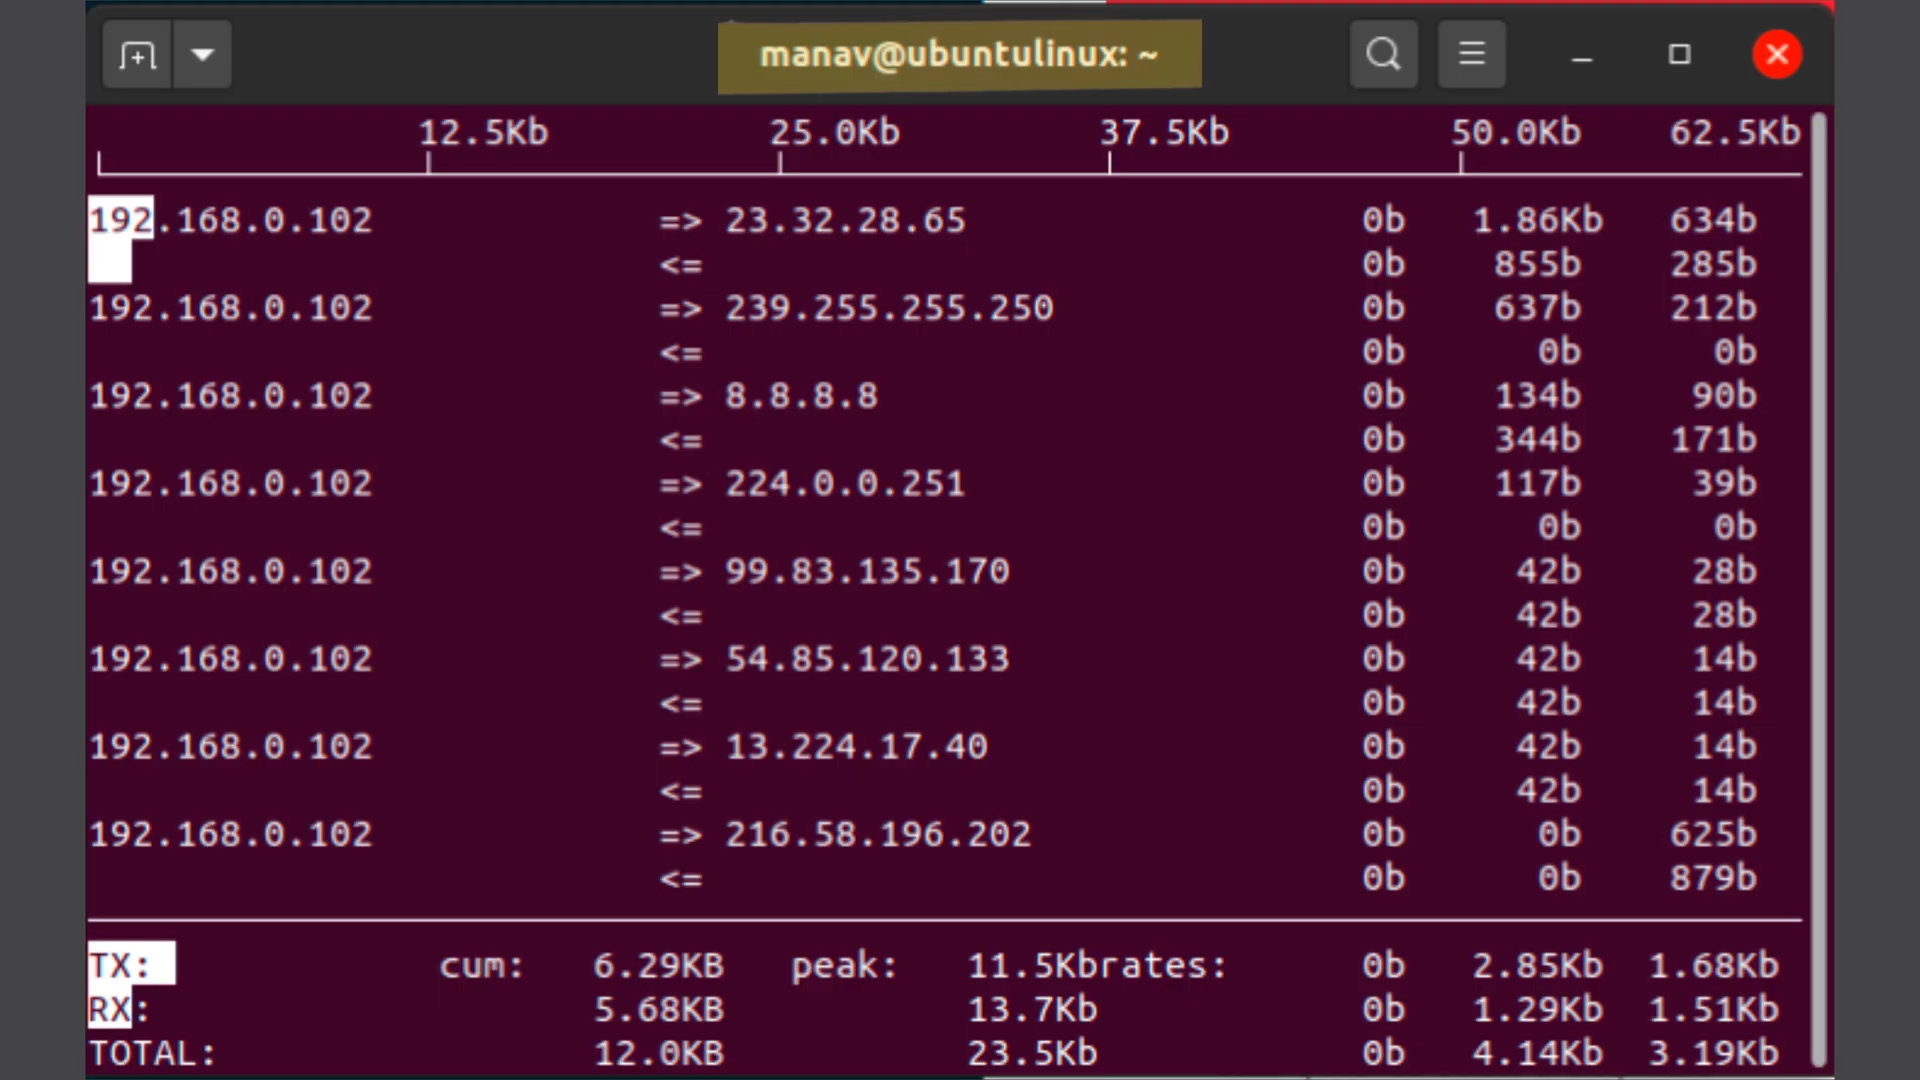 manav@ubuntulinux: ~
12.5Kb 25.0Kb 37.5Kb 50.0Kb 62.5Kb
192.168.0.102 => 23.32.28.65 0b 1.86Kb 634b
<= 0b 855b 285b
192.168.0.102 => 239.255.255.250 0b 637b 212b
<= 0b 0b 0b
192.168.0.102 => 8.8.8.8 0b 134b 90b
<= 0b 344b 171b
192.168.0.102 => 224.0.0.251 0b 117b 39b
<= 0b 0b 0b
192.168.0.102 => 99.83.135.170 0b 42b 28b
<= 0b 42b 28b
192.168.0.102 => 54.85.120.133 0b 42b 14b
<= 0b 42b 14b
192.168.0.102 => 13.224.17.40 0b 42b 14b
<= 0b 42b 14b
192.168.0.102 => 216.58.196.202 0b 0b 625b
<= 0b 0b 879b
TX: cum: 6.29KB peak: 11.5Kbrates: 0b 2.85Kb 1.68Kb
RX: 5.68KB 13.7Kb 0b 1.29Kb 1.51Kb
TOTAL: 12.0KB 23.5Kb 0b 4.14Kb 3.19Kb